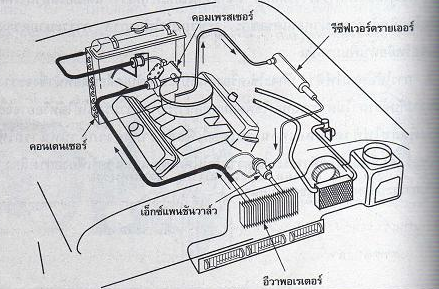 คอมเพรสเซอร์
รีซีฟเวอร์ดรายเออร์
คอนเดนเซอร์
เอ็กซ์แพนชันวาล์ว
อีวาพอเรเตอร์